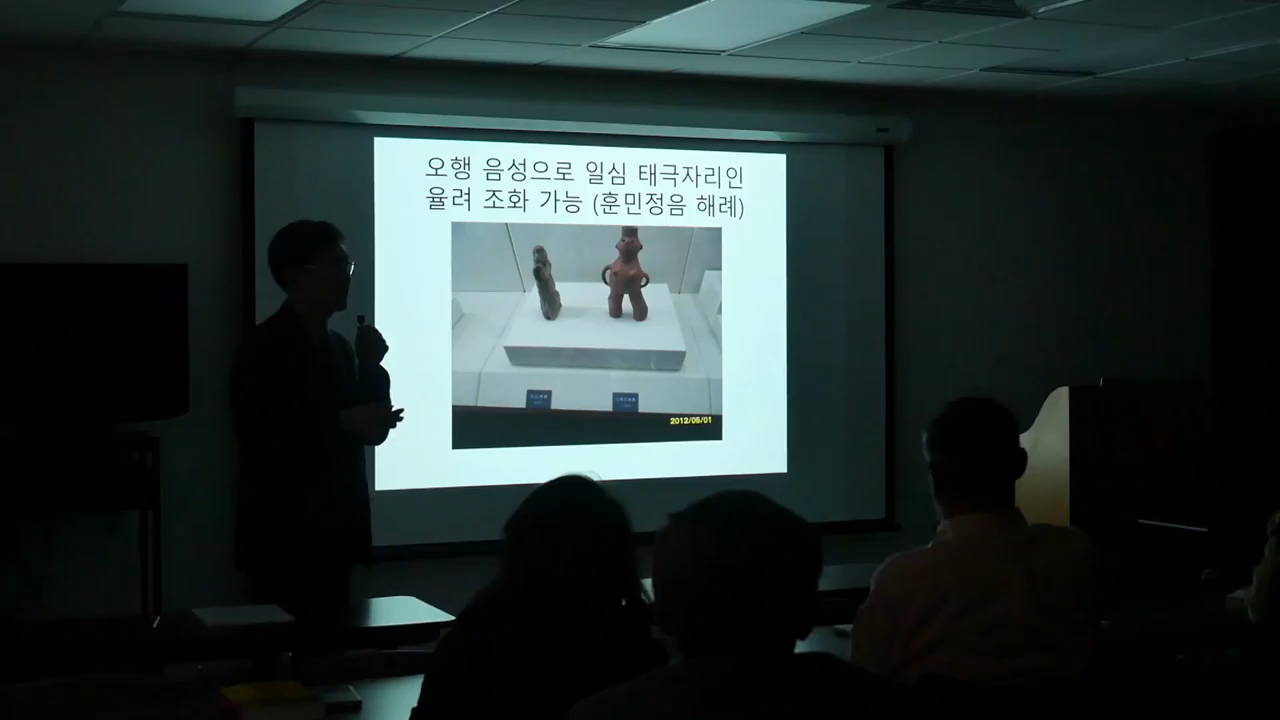 오행 음성으로 일심 태극자리인
율려 조화 가능 (훈민정음 해례)
2012/05/01